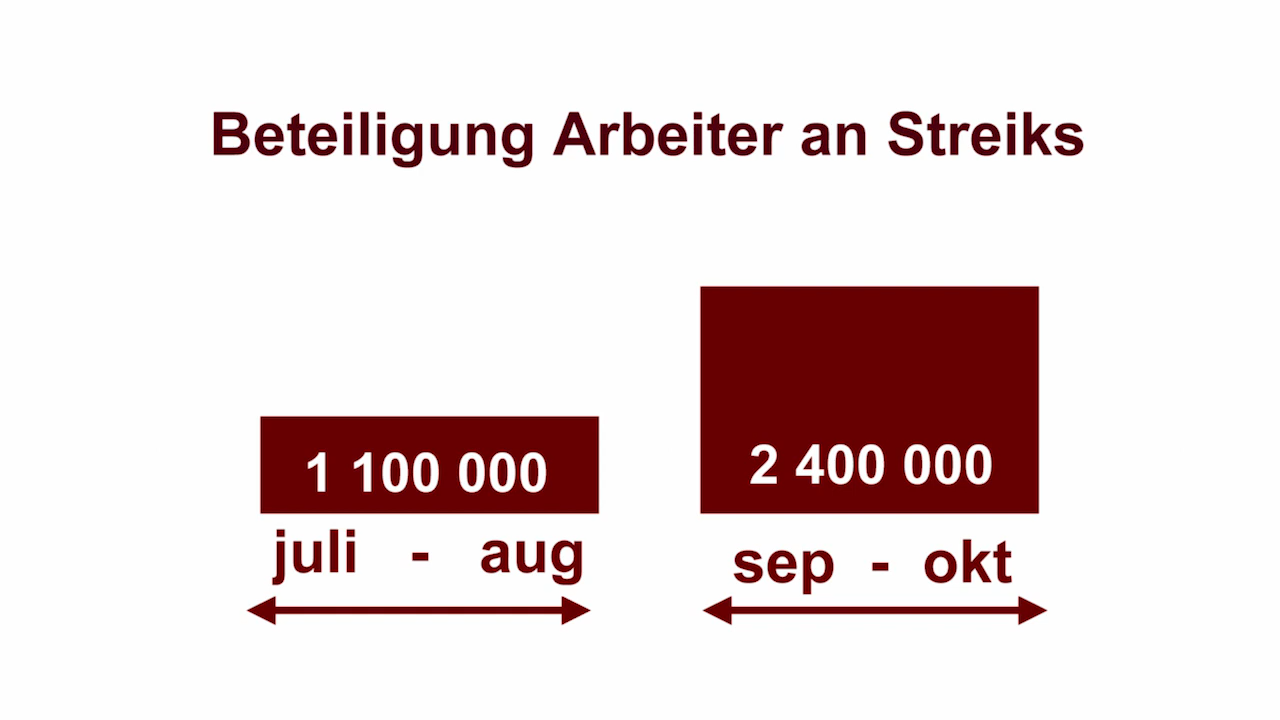 Beteiligung Arbeiter an Streiks
1 100 000
2 400 000
juli - aug
sep - okt